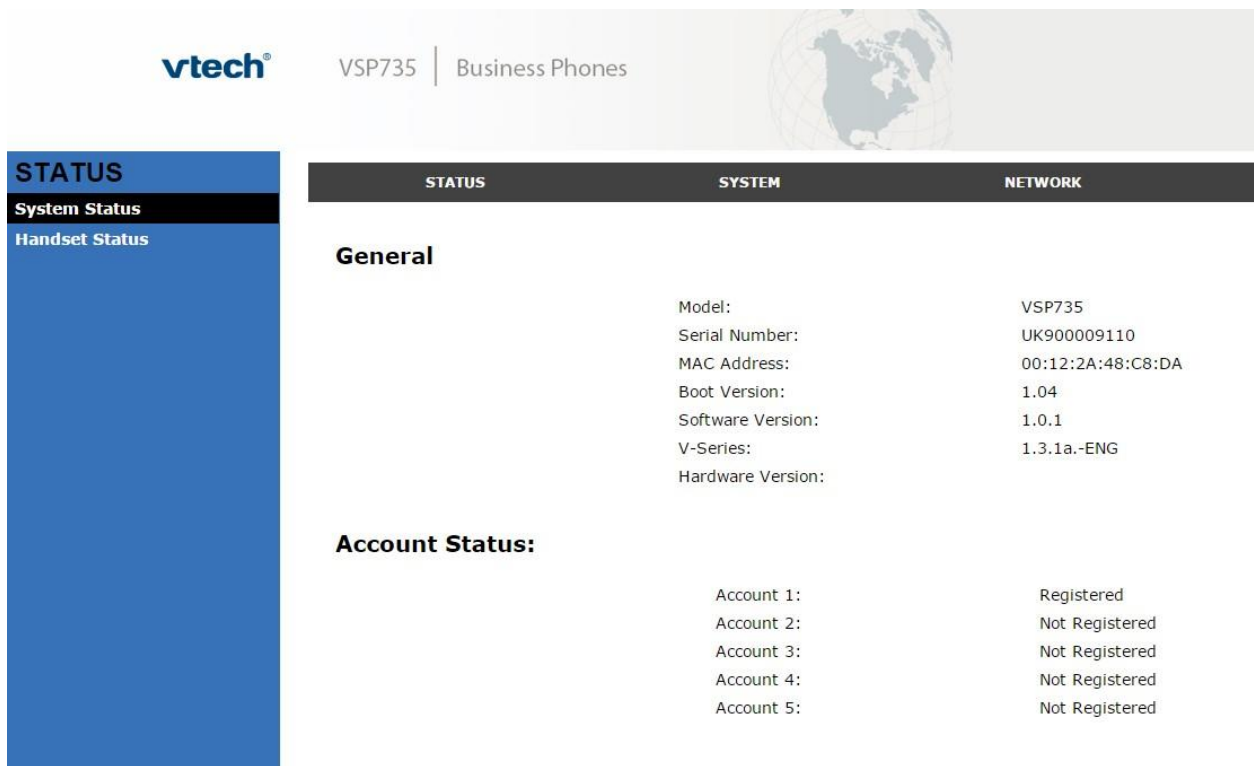 vtech® VSP735 | Business Phones
STATUS
System Status
Handset Status
STATUS SYSTEM NETWORK
General
Model: VSP735
Serial Number: UK900009110
MAC Address: 00:12:2A:48:C8:DA
Boot Version: 1.04
Software Version: 1.0.1
V-Series: 1.3.1a.-ENG
Hardware Version:
Account Status:
Account 1: Registered
Account 2: Not Registered
Account 3: Not Registered
Account 4: Not Registered
Account 5: Not Registered